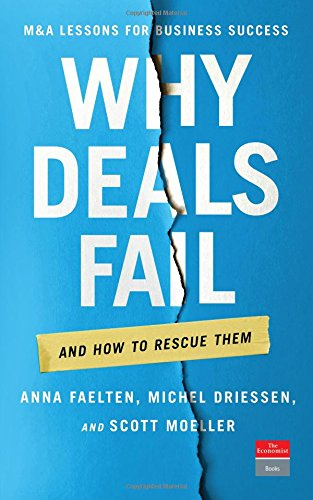 M&A LESSONS FOR BUSINESS SUCCESS
WHY
DEALS
FAIL
AND HOW TO RESCUE THEM
ANNA FAELTEN, MICHEL DRIESSEN,
AND SCOTT MOELLER
The
Economist
Books